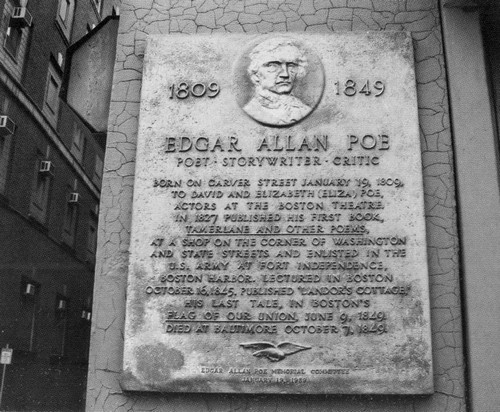 1809 1849
EDGAR ALLAN POE
POET · STORYWRITER · CRITIC
BORN ON CARVER STREET JANUARY 19, 1809,
TO DAVID AND ELIZABETH (ELIZA) POE,
ACTORS AT THE BOSTON THEATRE.
IN 1827 PUBLISHED HIS FIRST BOOK,
TAMERLANE AND OTHER POEMS,
AT A SHOP ON THE CORNER OF WASHINGTON
AND STATE STREETS AND ENLISTED IN THE
U.S. ARMY AT FORT INDEPENDENCE,
BOSTON HARBOR. LECTURED IN BOSTON
OCTOBER 16, 1845, PUBLISHED "LANDOR'S COTTAGE,"
HIS LAST TALE, IN BOSTON'S
FLAG OF OUR UNION, JUNE 9, 1849.
DIED AT BALTIMORE OCTOBER 7, 1849.
EDGAR ALLAN POE MEMORIAL COMMITTEE
JANUARY 19,